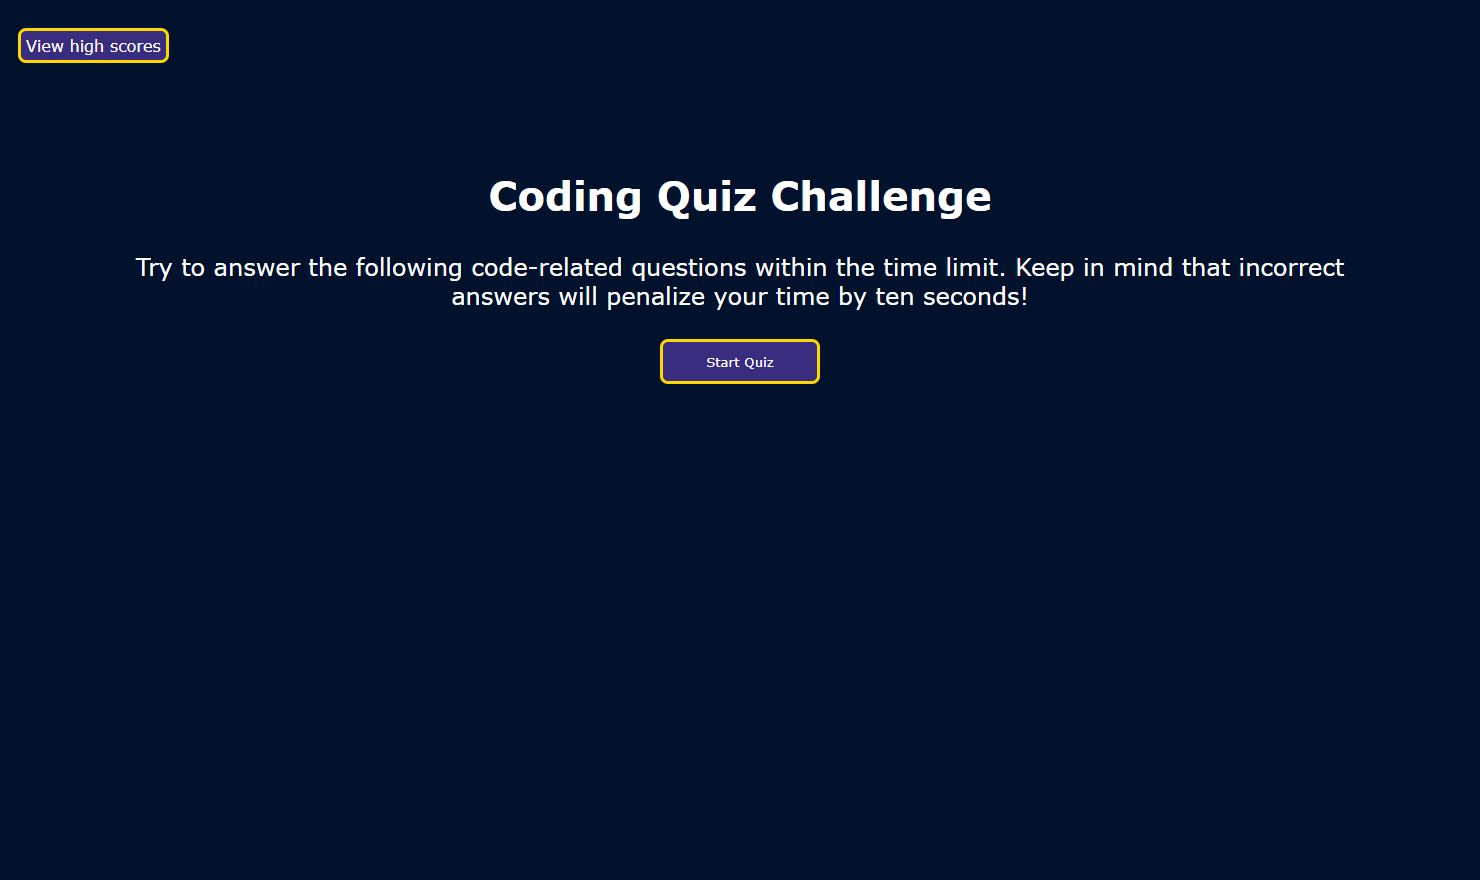 View high scores
Coding Quiz Challenge
Try to answer the following code-related questions within the time limit. Keep in mind that incorrect
answers will penalize your time by ten seconds!
Start Quiz